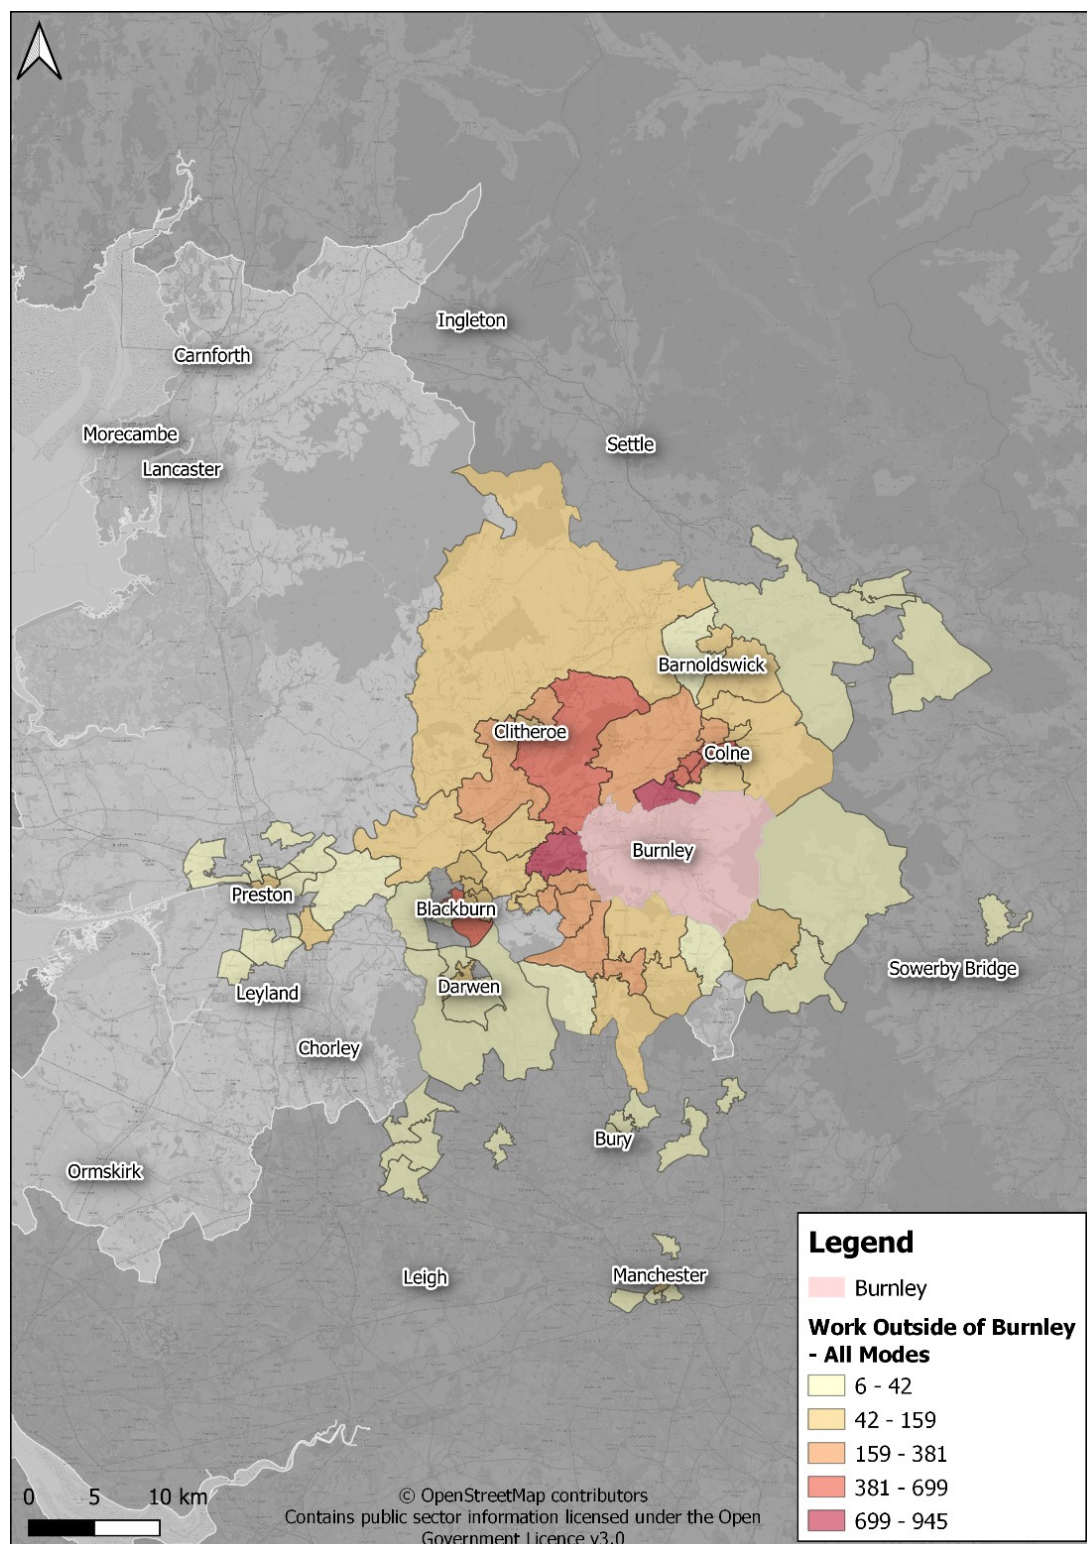 Ingleton
Carnforth
Morecambe
Lancaster
Settle
Barnoldswick
Clitheroe
Colne
Burnley
Preston
Blackburn
Sowerby Bridge
Leyland
Darwen
Chorley
Bury
Ormskirk
Leigh
Manchester
Legend
Burnley
Work Outside of Burnley
- All Modes
6 - 42
42 - 159
159 - 381
381 - 699
699 - 945
0 5 10 km
© OpenStreetMap contributors
Contains public sector information licensed under the Open
Government Licence v3.0